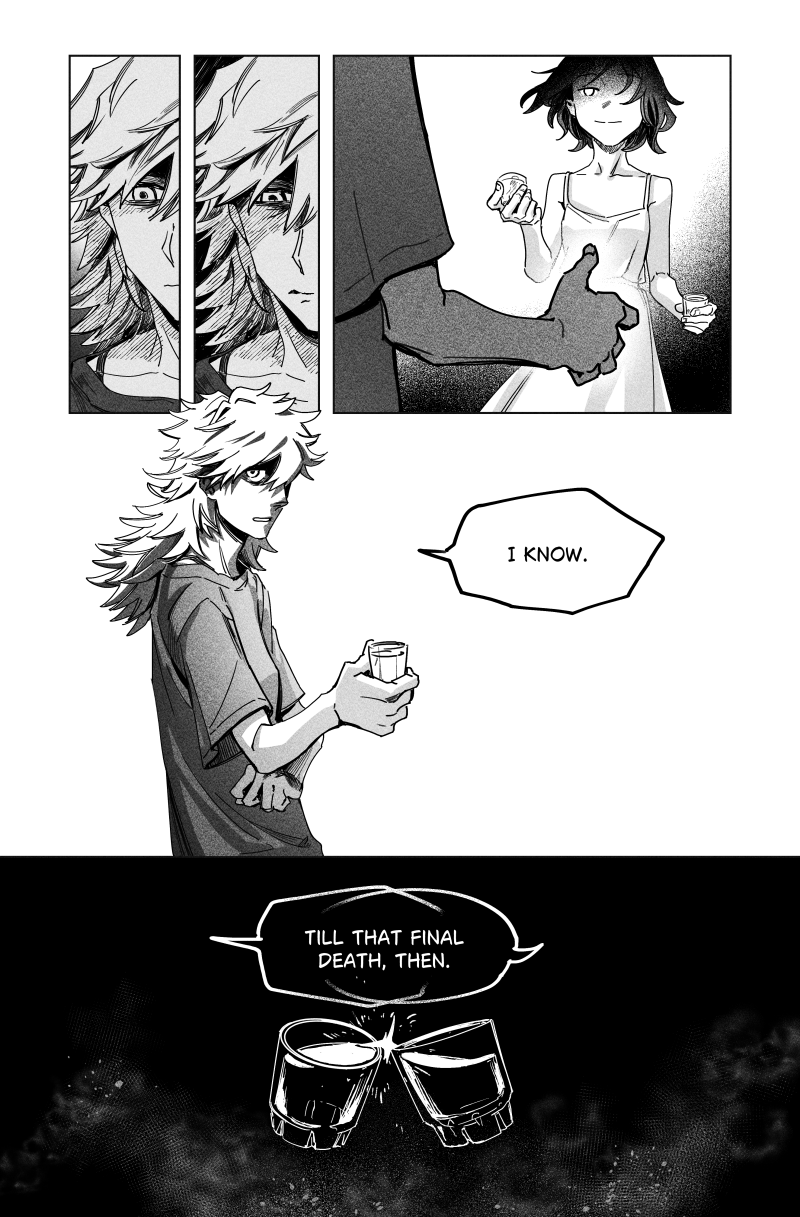 I KNOW.
TILL THAT FINAL
DEATH, THEN.